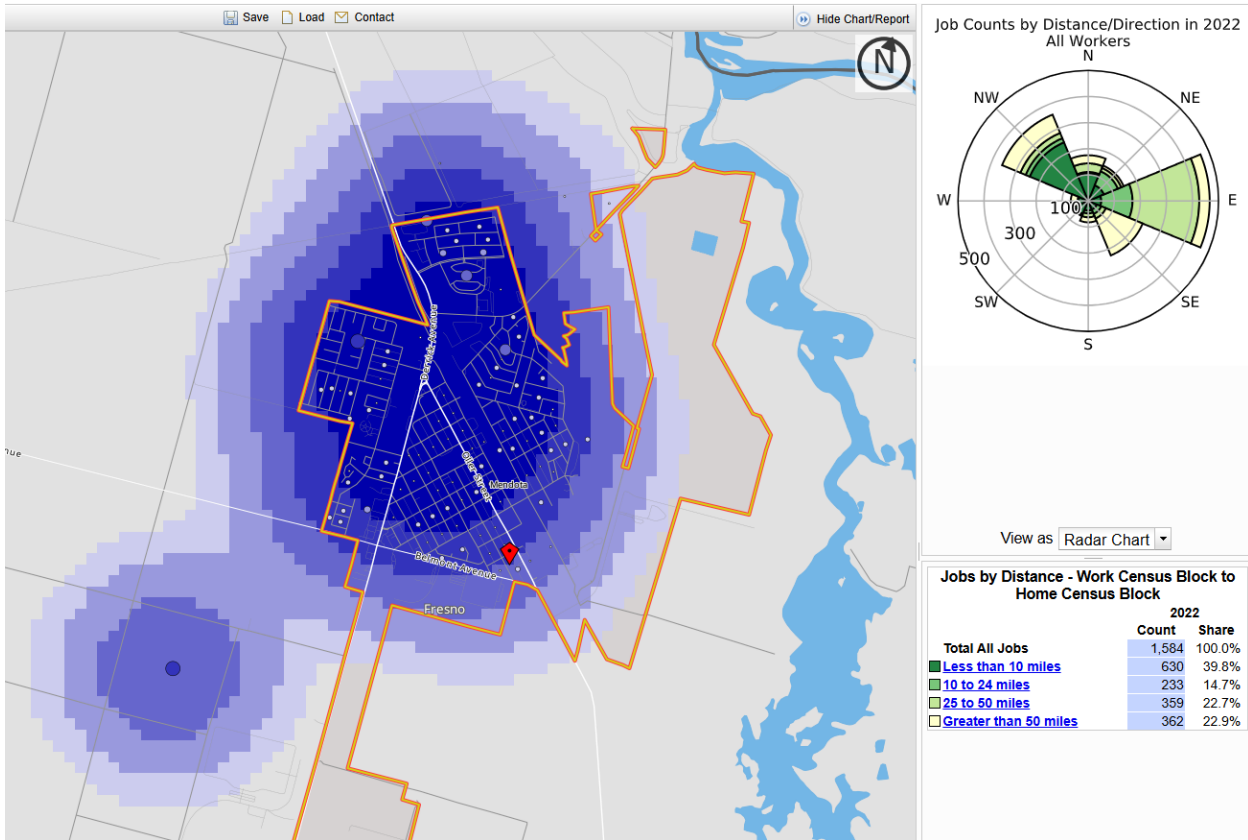 Save Load Contact
Hide Chart/Report
N
Derrick Avenue
Oller Street
Mendota
Belmont Avenue
Fresno
Job Counts by Distance/Direction in 2022
All Workers
N
NW NE
W E
100
300
500
SW SE
S
View as Radar Chart
Jobs by Distance - Work Census Block to
Home Census Block
2022
Count Share
Total All Jobs 1,584 100.0%
Less than 10 miles 630 39.8%
10 to 24 miles 233 14.7%
25 to 50 miles 359 22.7%
Greater than 50 miles 362 22.9%